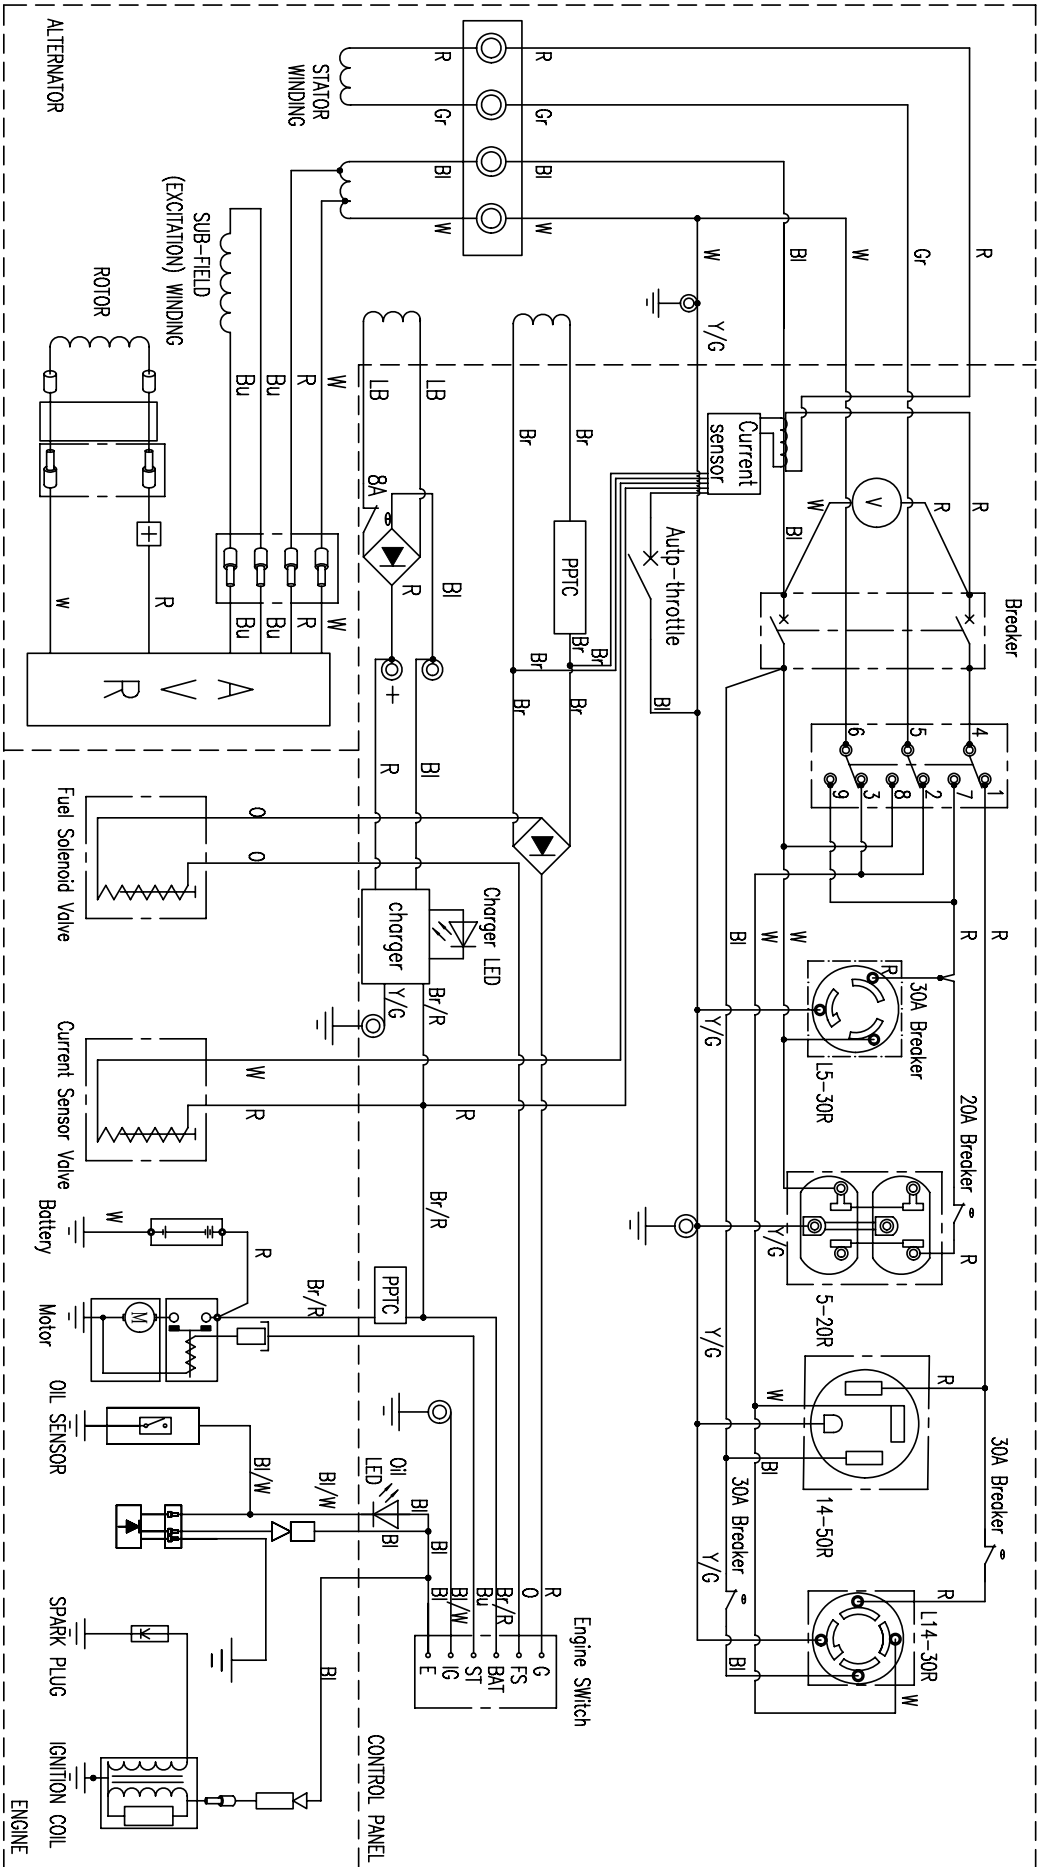 ALTERNATOR
STATOR
WINDING
R
Gr
Bl
W
R
Gr
Bl
W
SUB-FIELD
(EXCITATION) WINDING
ROTOR
R
Gr
W
Bl
W
Y/G
W
R
Bu
Bu
LB
LB
Br
Br
Current
sensor
V
W
R
R
Bl
8A
R
Bl
PPTC
Autp-throttle
Bl
Breaker
W
R
Bu
Bu
R
W
A
V
R
Br
Br
Br
Br
Br
+
R
Bl
4
5
6
1
7
2
8
3
9
Fuel Solenoid Valve
O
O
charger
Charger LED
Y/G
Br/R
R
R
W
W
Bl
R
30A Breaker
L5-30R
Y/G
Current Sensor Valve
W
R
R
Br/R
20A Breaker
R
Y/G
5-20R
Battery
W
R
Motor
M
Br/R
PPTC
Y/G
R
W
Bl
14-50R
30A Breaker
30A Breaker
Y/G
R
Bl
W
L14-30R
OIL SENSOR
Bl/W
Bl/W
Oil
LED
Bl
Bl
Bl
R
O
Br/R
Bu
Bl/W
Bl
Engine SWitch
G
FS
BAT
ST
IG
E
SPARK PLUG
Bl
IGNITION COIL
CONTROL PANEL
ENGINE